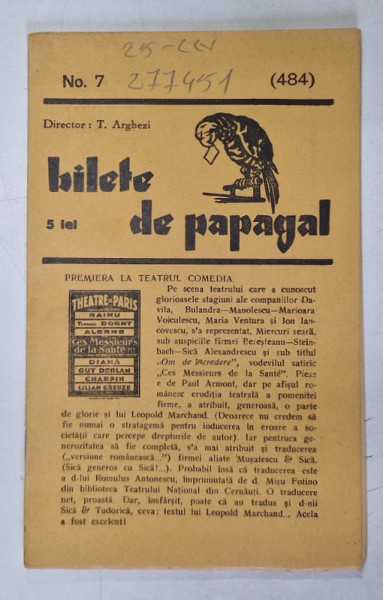 25-LEI
No. 7 277451 (484)
Director : T. Arghezi
bilete
5 lei de papagal
PREMIERA LA TEATRUL COMEDIA.
THEATRE DE PARIS
RAIMU
DORNY
ALERME
Ces Messieurs
de la Santé !!!
DIANA
GUY DERLAN
CHARPIN
LILIAN GREUZE
Pe scena teatrului care a cunoscut
glorioasele stagiuni ale companiilor Da-
vila, Bulandra—Manolescu—Marioara
Voiculescu, Maria Ventura și Ion Ian-
covescu, s'a reprezentat, Miercuri seară,
sub auspiciile firmei Bereșteanu—Stein-
bach—Sică Alexandrescu și sub titlul
„Om de încredere", vodevilul satiric
„Ces Messieurs de la Santé". Piesa
e de Paul Armont, dar pe afișul ro-
mânesc erudiția teatrală a pomenitei
firme, a atribuit, generoasă, o parte
de glorie și lui Leopold Marchand. (Deoarece nu credem să
fie numai o stratagemă pentru inducerea în eroare a so-
cietății care percepe drepturile de autor). Iar pentruca ge-
nerozitatea să fie completă, s'a mai atribuit și traducerea
(„versiune românească...") firmei aliate Mușatescu & Sică.
(Sică generos cu Sică!...). Probabil însă că traducerea este
a d-lui Romulus Antonescu, împrumutată de d. Mișu Fotino
din biblioteca Teatrului Național din Cernăuți. O traducere
net, proastă. Dar, însfârșit, poate că au tradus și d-nii
Sică & Tudorică, ceva: textul lui Leopold Marchand... Acela
a fost excelent!